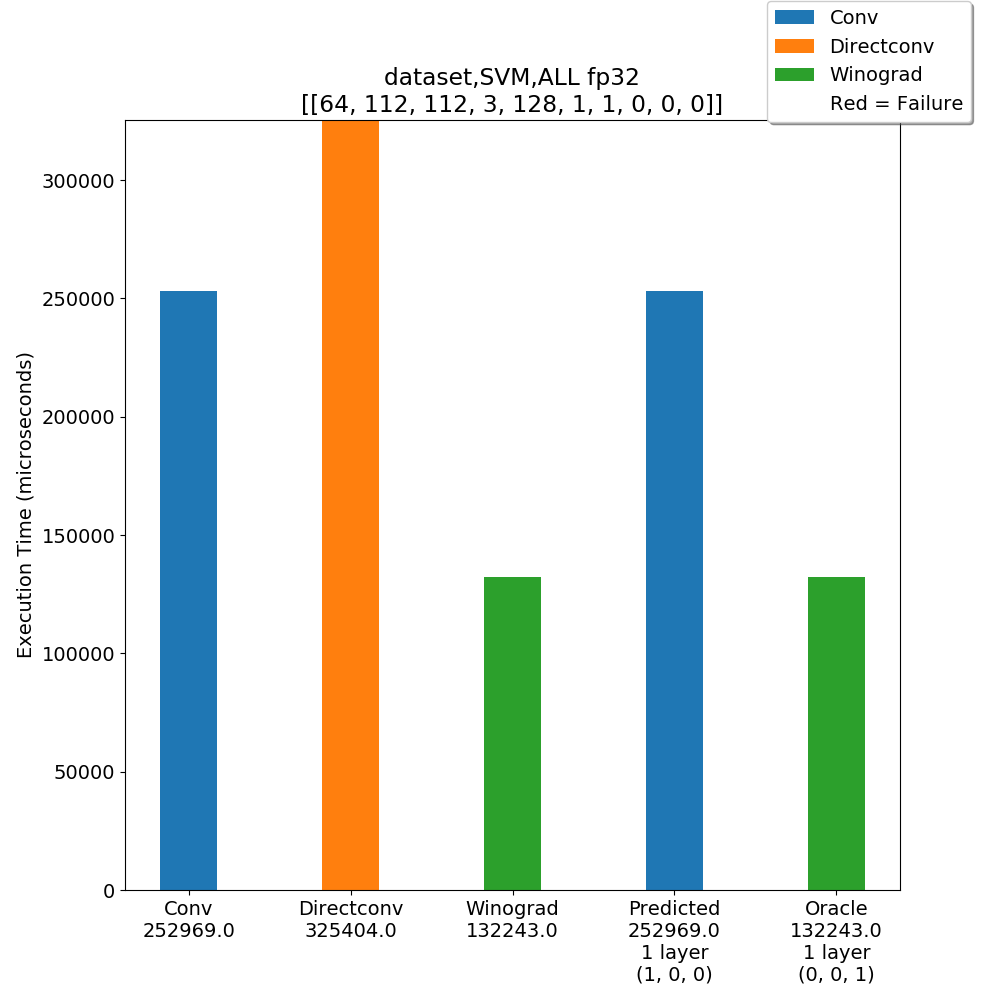 Conv
Directconv
Winograd
Red = Failure
dataset,SVM,ALL fp32
[[64, 112, 112, 3, 128, 1, 1, 0, 0, 0]]
Execution Time (microseconds)
300000
250000
200000
150000
100000
50000
0
Conv
252969.0
Directconv
325404.0
Winograd
132243.0
Predicted
252969.0
1 layer
(1, 0, 0)
Oracle
132243.0
1 layer
(0, 0, 1)